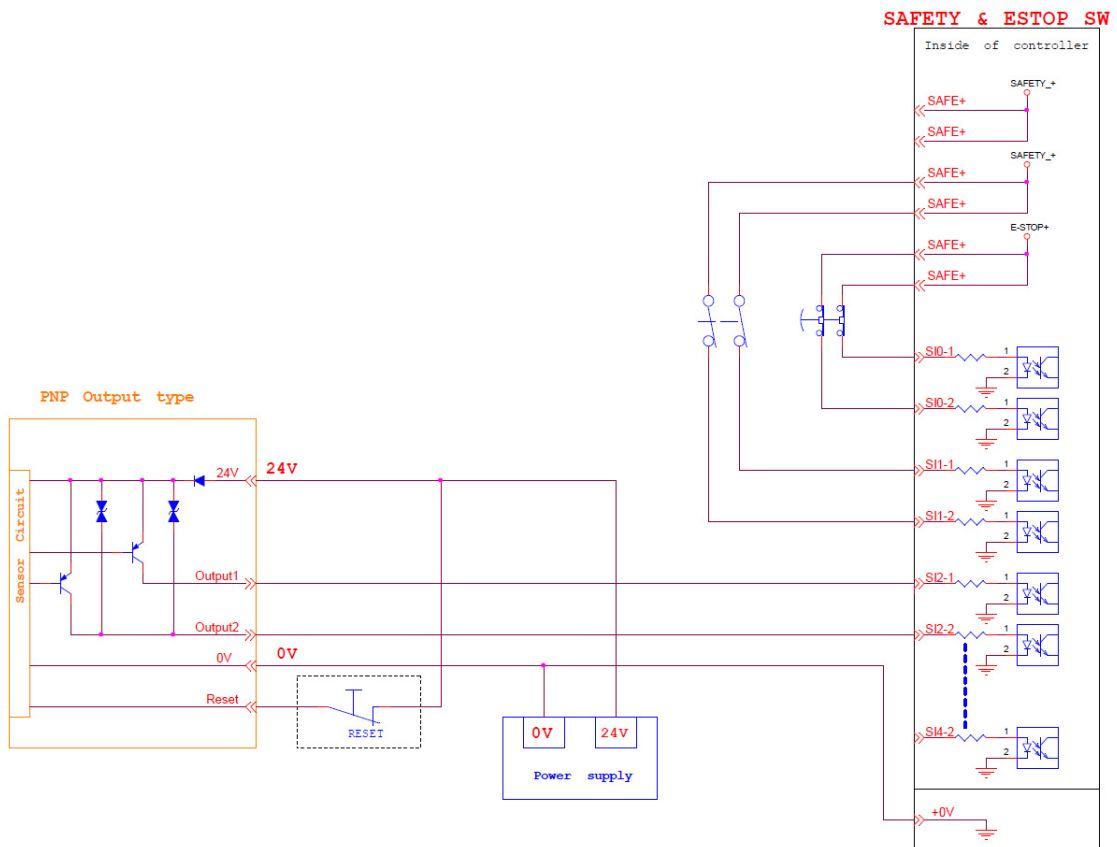 SAFETY & ESTOP SW
Inside of controller
SAFETY_+
SAFE+
SAFE+
SAFETY_+
SAFE+
SAFE+
E-STOP+
SAFE+
SAFE+
SI0-1
1
2
SI0-2
1
2
PNP Output type
SI1-1
1
2
24V
24V
SI1-2
1
2
Sensor Circuit
Output1
SI2-1
1
2
Output2
SI2-2
1
2
0V
0V
Reset
RESET
0V
24V
Power supply
SI4-2
1
2
+0V